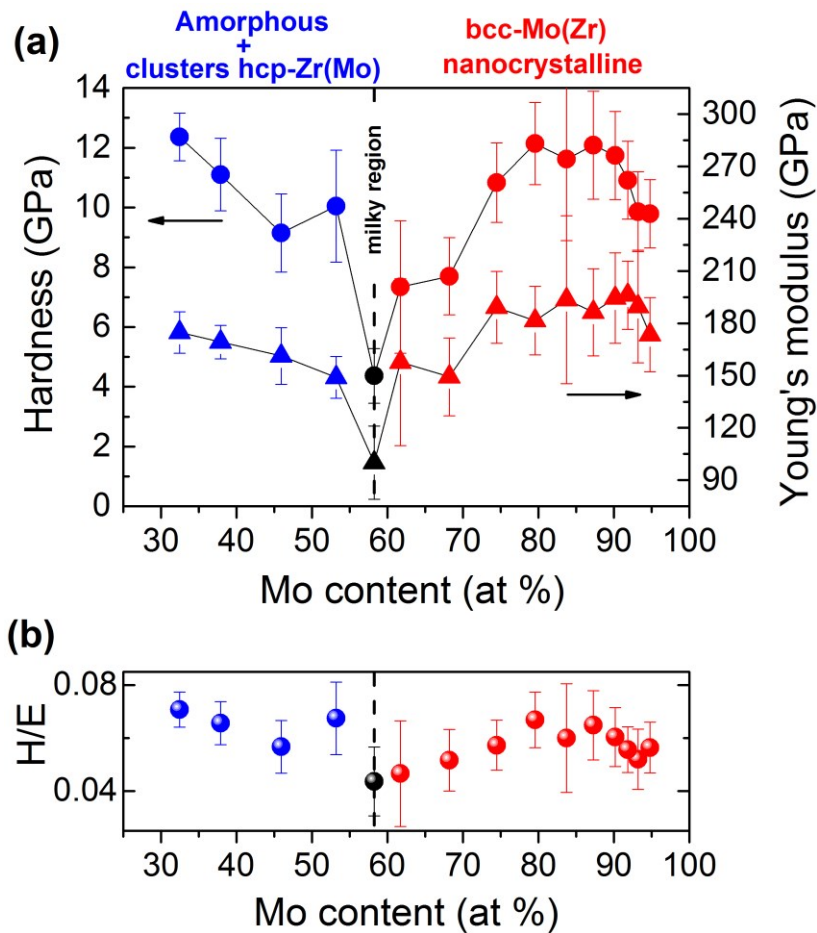 (a)
Amorphous
+
clusters hcp-Zr(Mo)
bcc-Mo(Zr)
nanocrystalline
Hardness (GPa)
14
12
10
8
6
4
2
0
milky region
300
270
240
210
180
150
120
90
Young's modulus (GPa)
30 40 50 60 70 80 90 100
Mo content (at %)
(b)
H/E
0.08
0.04
30 40 50 60 70 80 90 100
Mo content (at %)